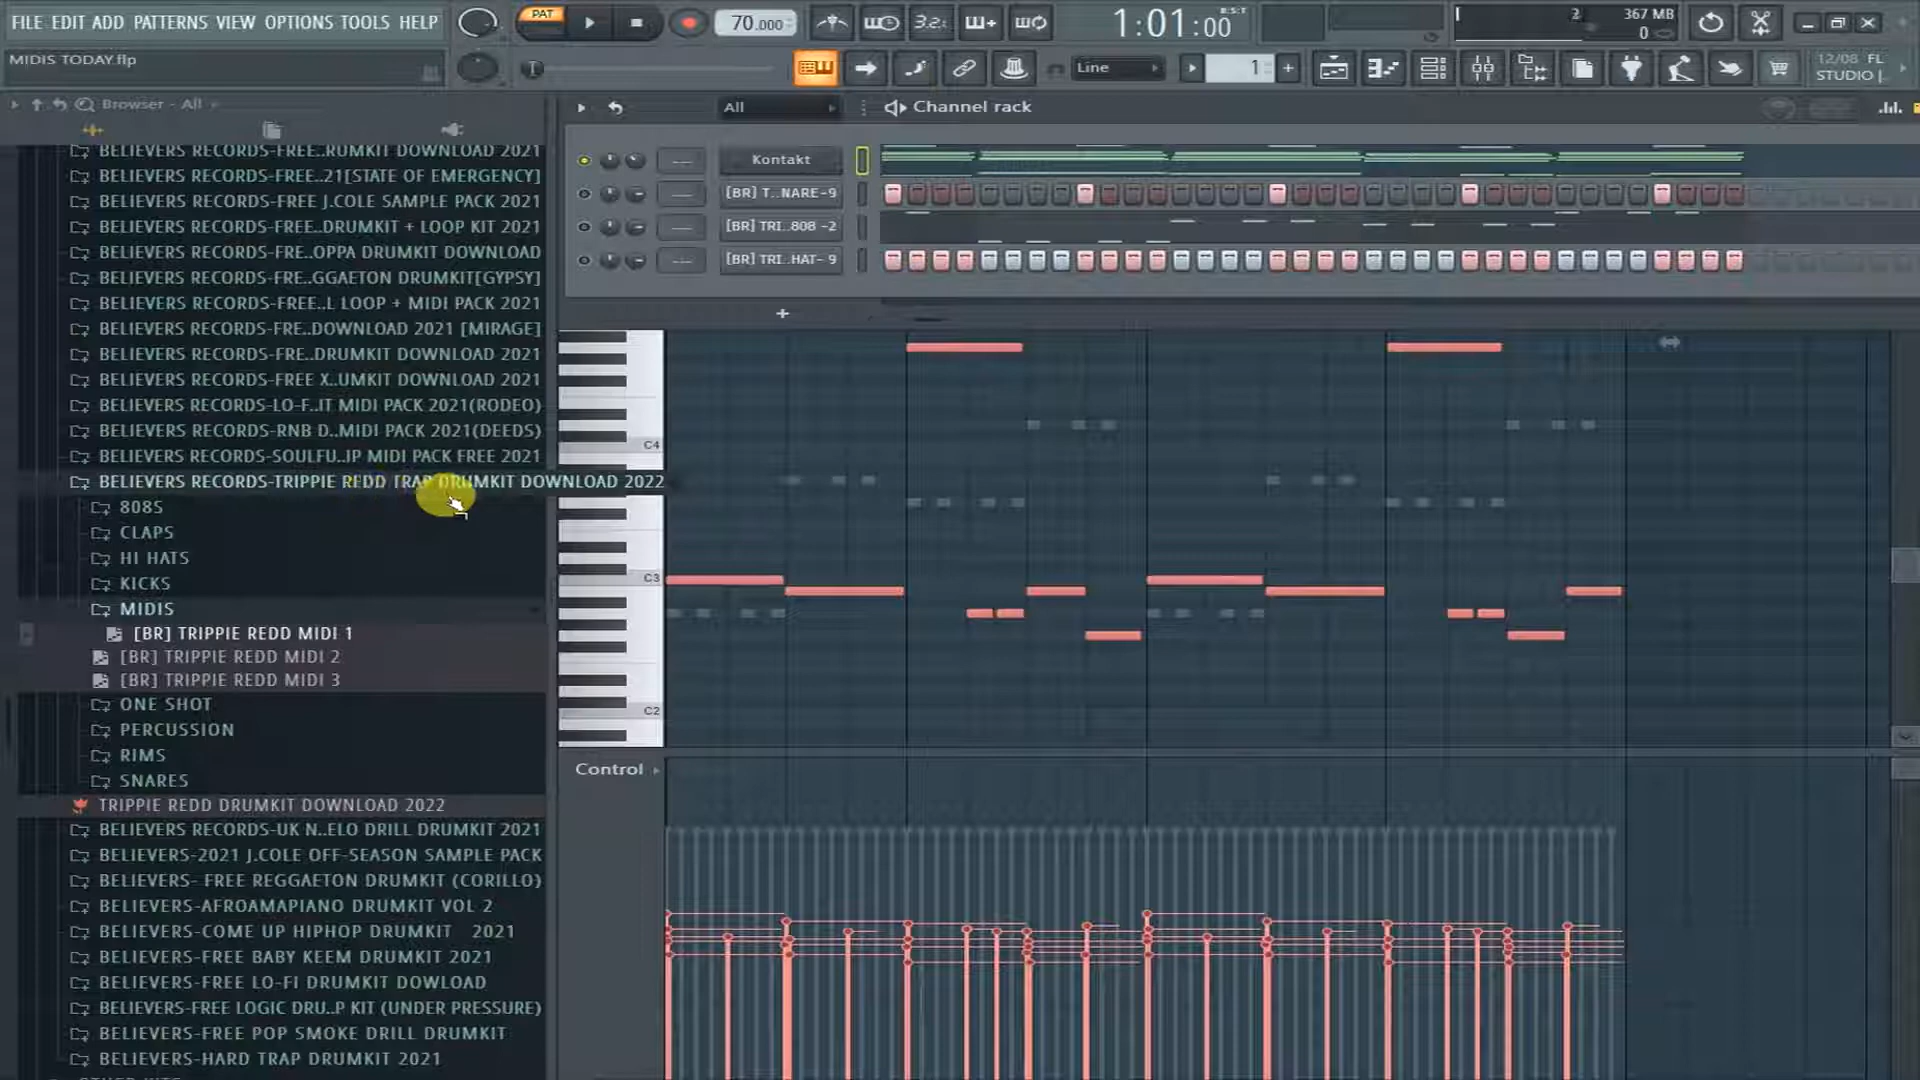 FILE EDIT ADD PATTERNS VIEW OPTIONS TOOLS HELP
PAT
70.000
3.2
1:01:00
B:S:T
2
367 MB
0
MIDIS TODAY.flp
Line
1
12/08 FL
STUDIO |
Browser - All
All
Channel rack
BELIEVERS RECORDS-FREE..RUMKIT DOWNLOAD 2021
BELIEVERS RECORDS-FREE..21[STATE OF EMERGENCY]
BELIEVERS RECORDS-FREE J.COLE SAMPLE PACK 2021
BELIEVERS RECORDS-FREE..DRUMKIT + LOOP KIT 2021
BELIEVERS RECORDS-FRE..OPPA DRUMKIT DOWNLOAD
BELIEVERS RECORDS-FRE..GGAETON DRUMKIT[GYPSY]
BELIEVERS RECORDS-FREE..L LOOP + MIDI PACK 2021
BELIEVERS RECORDS-FRE..DOWNLOAD 2021 [MIRAGE]
BELIEVERS RECORDS-FRE..DRUMKIT DOWNLOAD 2021
BELIEVERS RECORDS-FREE X..UMKIT DOWNLOAD 2021
BELIEVERS RECORDS-LO-F..IT MIDI PACK 2021(RODEO)
BELIEVERS RECORDS-RNB D..MIDI PACK 2021(DEEDS)
BELIEVERS RECORDS-SOULFU..IP MIDI PACK FREE 2021
BELIEVERS RECORDS-TRIPPIE REDD TRAP DRUMKIT DOWNLOAD 2022
808S
CLAPS
HI HATS
KICKS
MIDIS
[BR] TRIPPIE REDD MIDI 1
[BR] TRIPPIE REDD MIDI 2
[BR] TRIPPIE REDD MIDI 3
ONE SHOT
PERCUSSION
RIMS
SNARES
TRIPPIE REDD DRUMKIT DOWNLOAD 2022
BELIEVERS RECORDS-UK N..ELO DRILL DRUMKIT 2021
BELIEVERS-2021 J.COLE OFF-SEASON SAMPLE PACK
BELIEVERS- FREE REGGAETON DRUMKIT (CORILLO)
BELIEVERS-AFROAMAPIANO DRUMKIT VOL 2
BELIEVERS-COME UP HIPHOP DRUMKIT 2021
BELIEVERS-FREE BABY KEEM DRUMKIT 2021
BELIEVERS-FREE LO-FI DRUMKIT DOWLOAD
BELIEVERS-FREE LOGIC DRU..P KIT (UNDER PRESSURE)
BELIEVERS-FREE POP SMOKE DRILL DRUMKIT
BELIEVERS-HARD TRAP DRUMKIT 2021
Kontakt
[BR] T..NARE-9
[BR] TRI..808 -2
[BR] TRI..HAT- 9
C4
C3
C2
Control